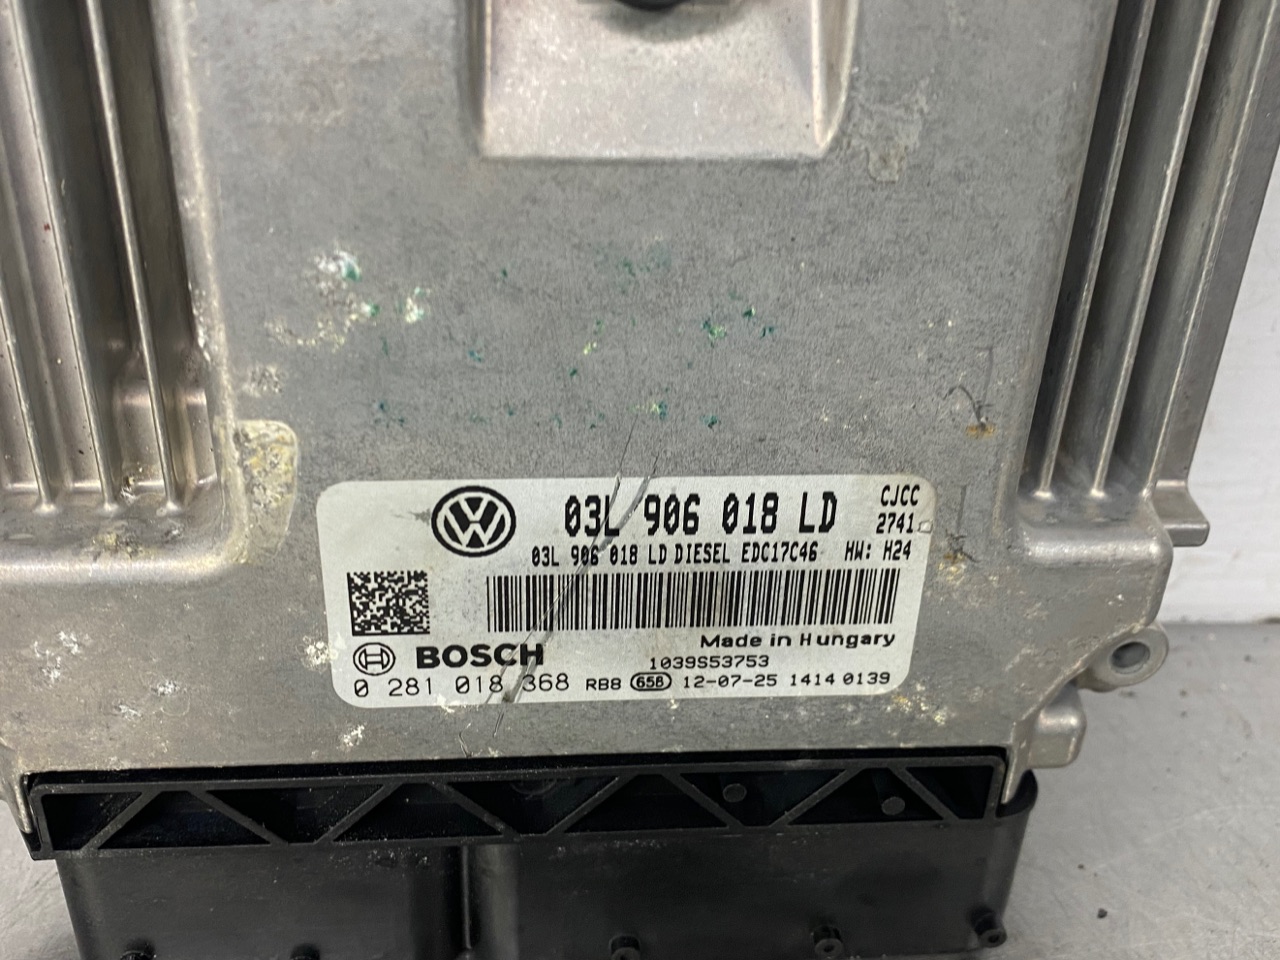 03L 906 018 LD CJCC
2741
03L 906 018 LD DIESEL EDC17C46 HW: H24
Made in Hungary
BOSCH
1039S53753
0 281 018 368 RB8 658 12-07-25 1414 0139